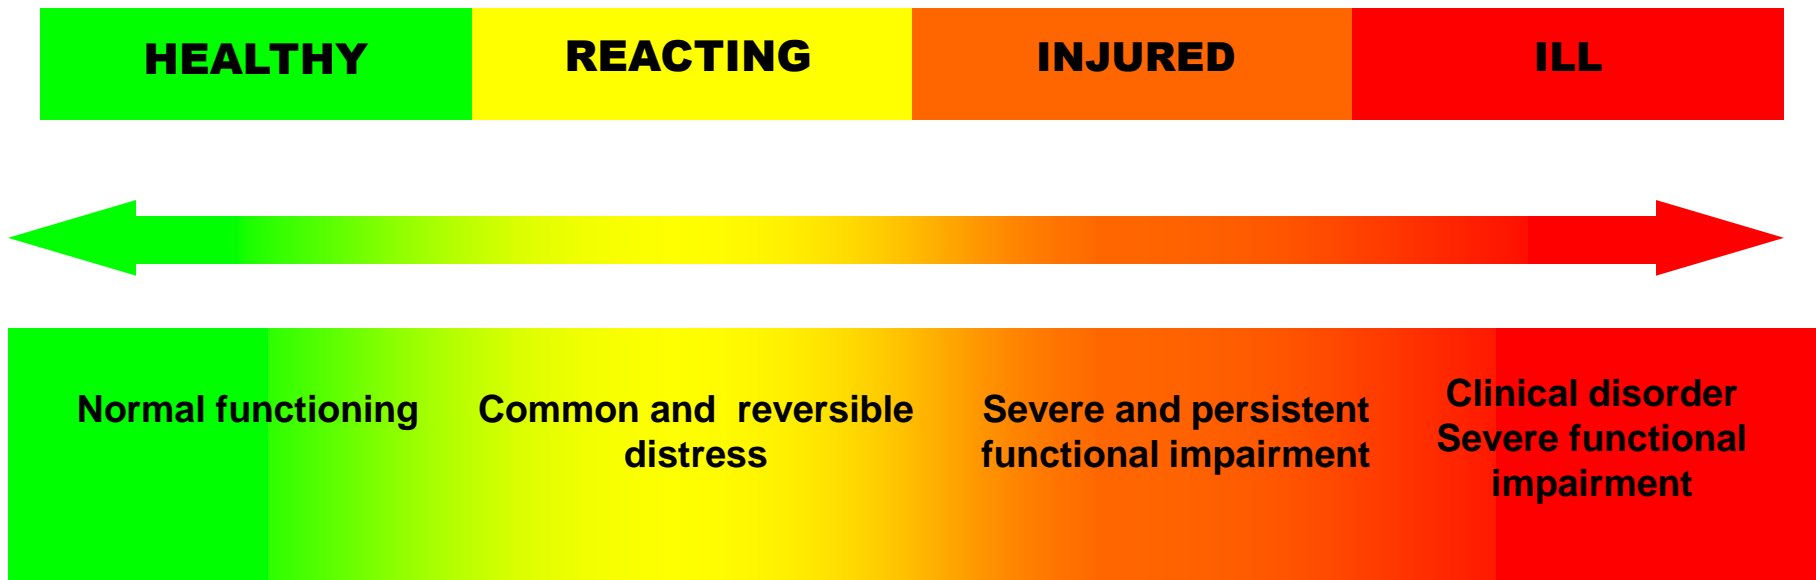 HEALTHY
REACTING
INJURED
ILL
Normal functioning
Common and  reversible
distress
Severe and persistent
functional impairment
Clinical disorder
Severe functional
impairment